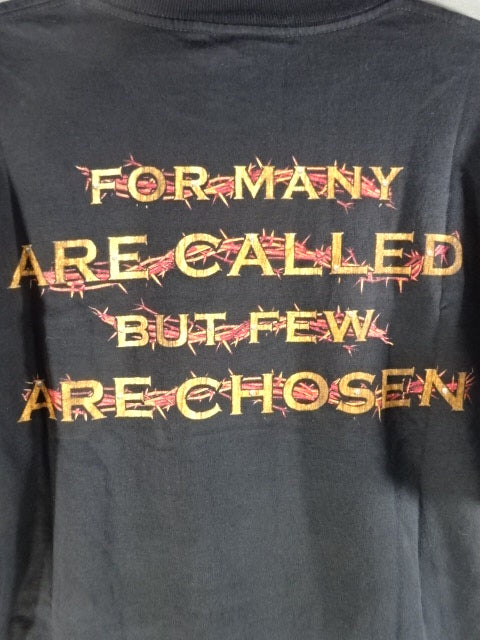 FOR MANY
ARE CALLED
BUT FEW
ARE CHOSEN